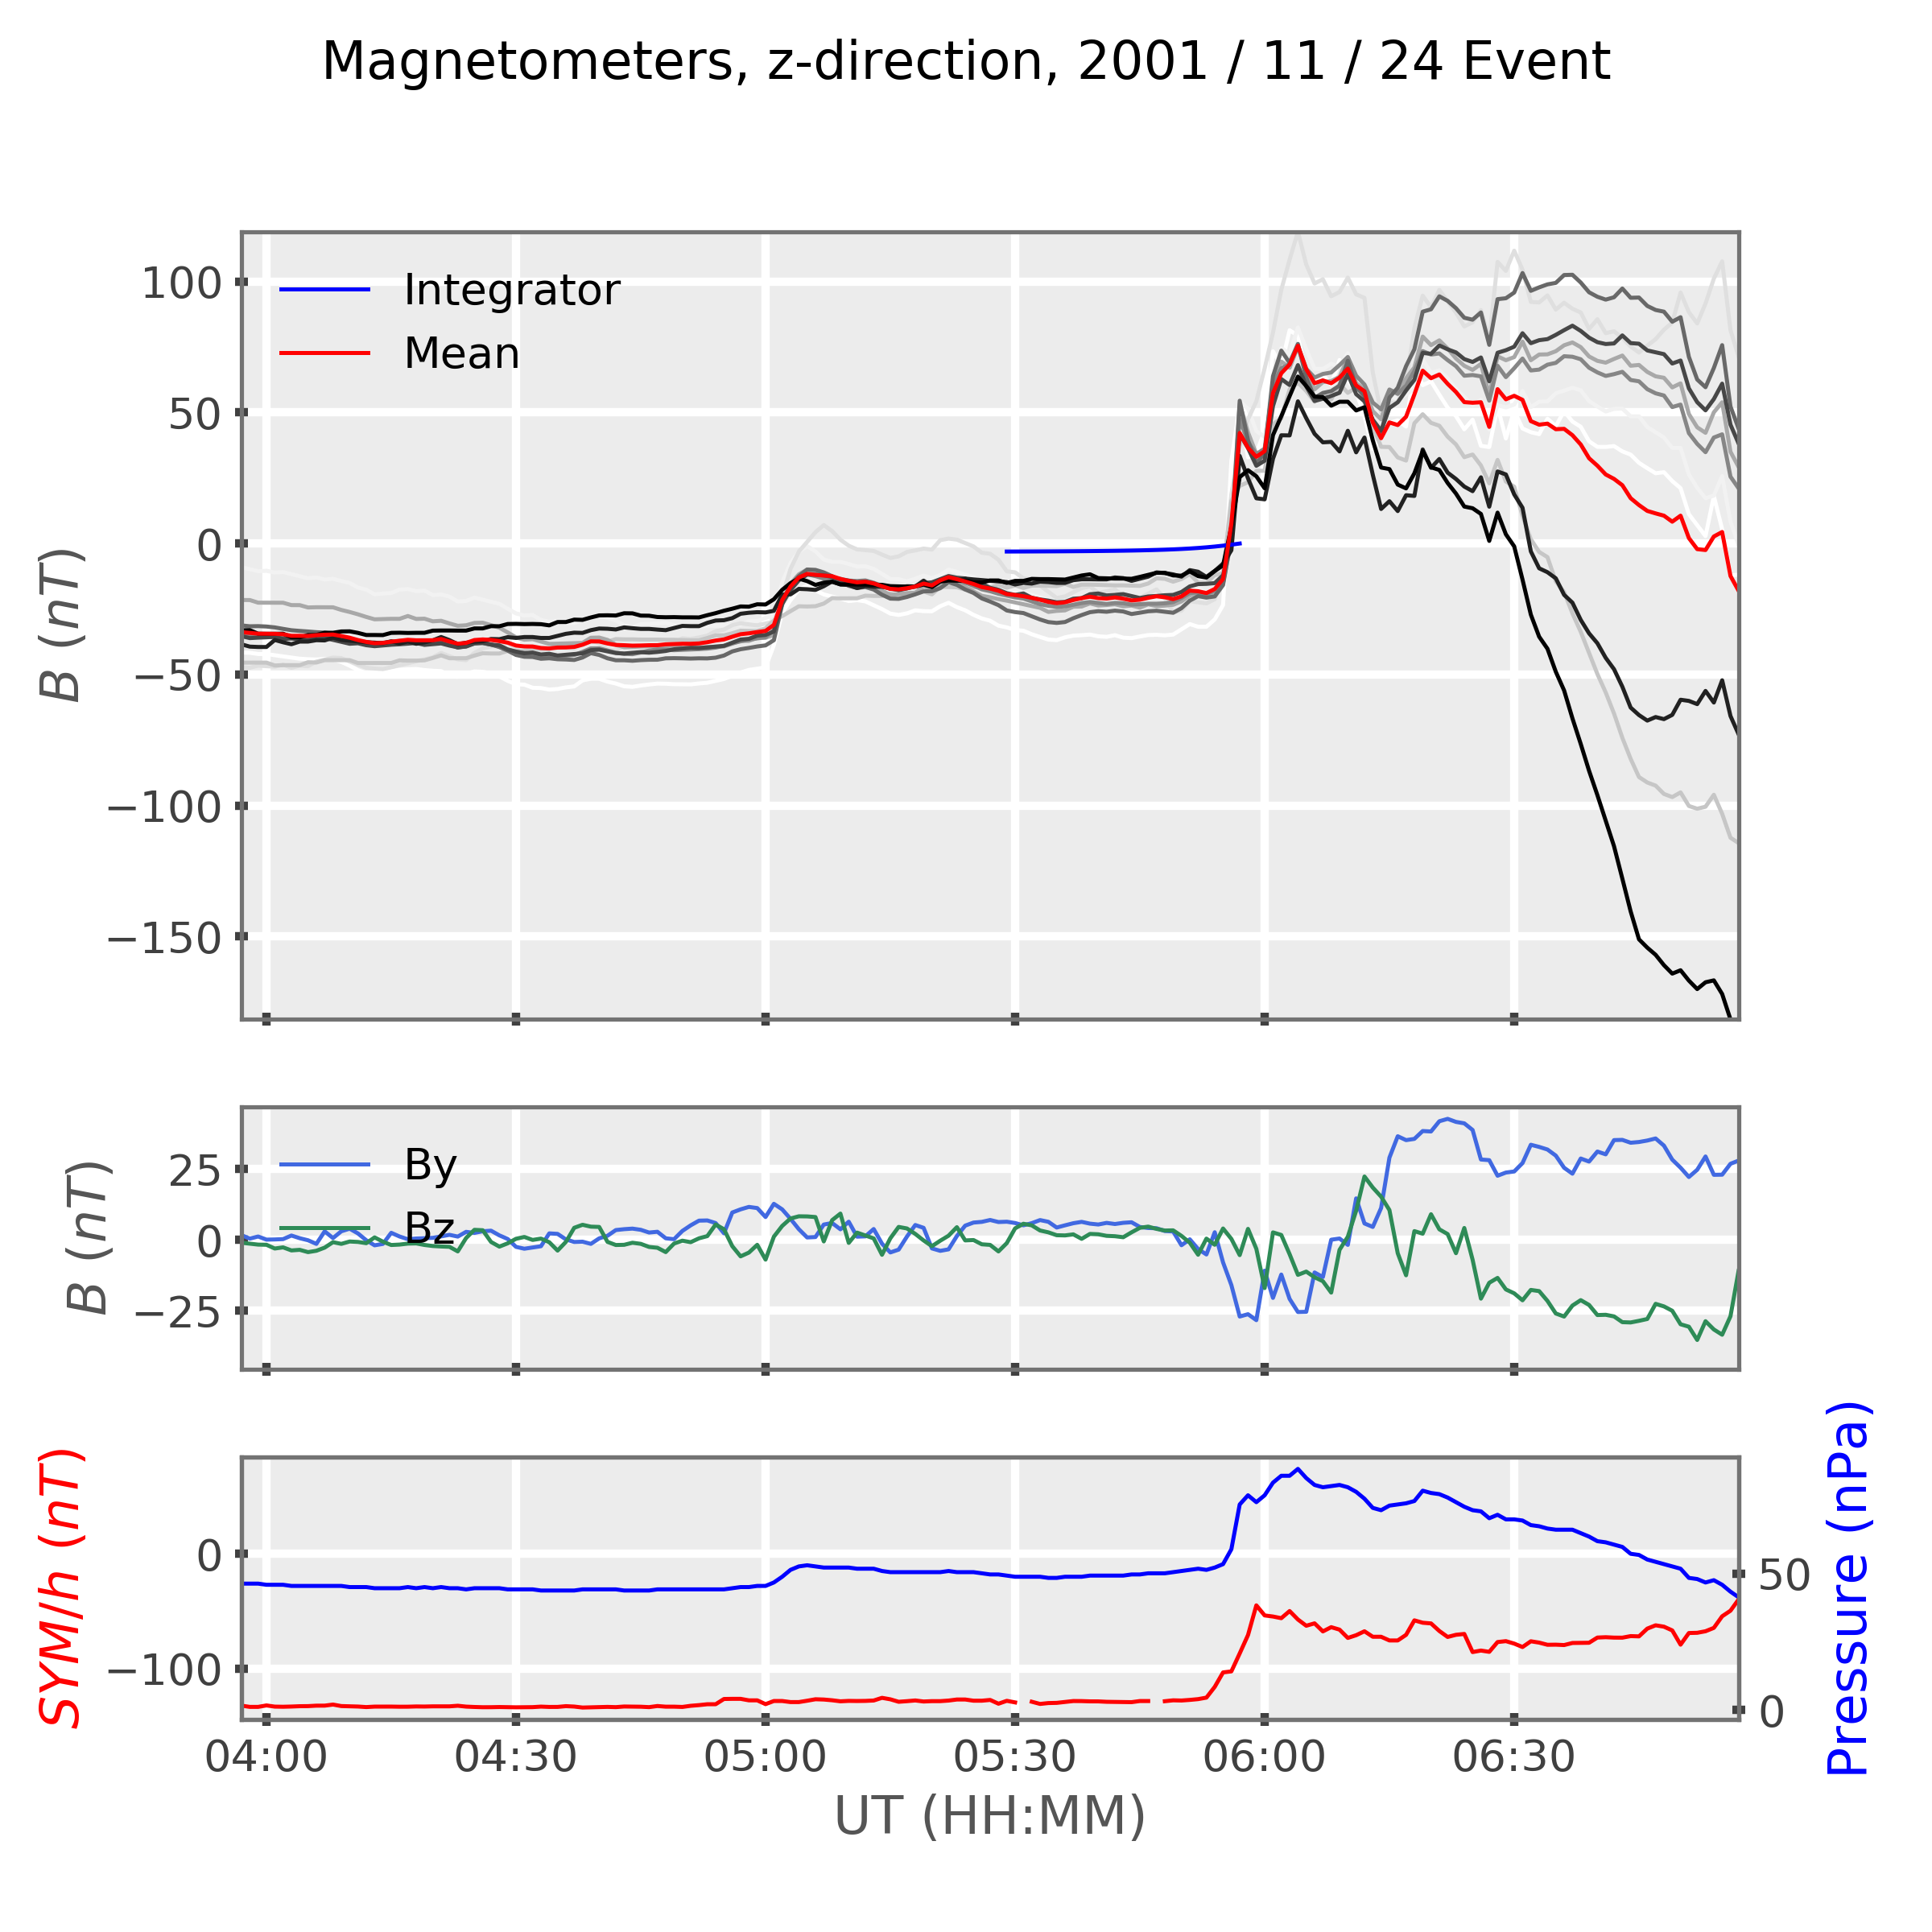 Magnetometers, z-direction, 2001 / 11 / 24 Event
B (nT)
100
50
0
−50
−100
−150
Integrator
Mean
B (nT)
25
0
−25
By
Bz
SYM/h (nT)
0
−100
50
0
Pressure (nPa)
04:00 04:30 05:00 05:30 06:00 06:30
UT (HH:MM)